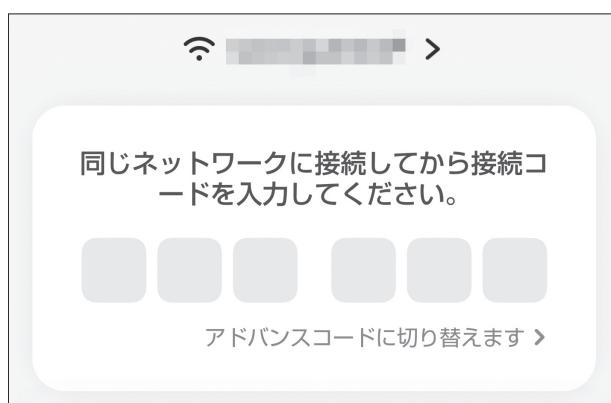 同じネットワークに接続してから接続コ
ードを入力してください。
アドバンスコードに切り替えます